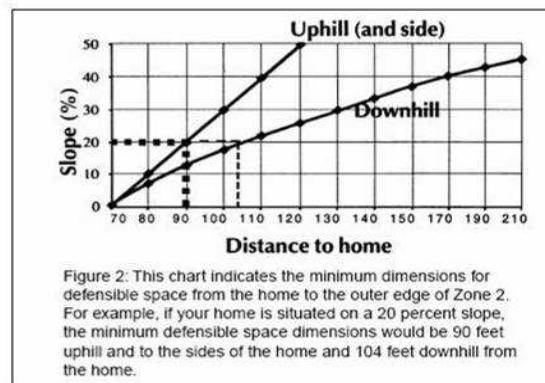 Uphill (and side)
50
40
30
20
10
0
Slope (%)
Downhill
70 80 90 100 110 120 130 140 150 170 190 210
Distance to home
Figure 2: This chart indicates the minimum dimensions for
defensible space from the home to the outer edge of Zone 2.
For example, if your home is situated on a 20 percent slope,
the minimum defensible space dimensions would be 90 feet
uphill and to the sides of the home and 104 feet downhill from
the home.